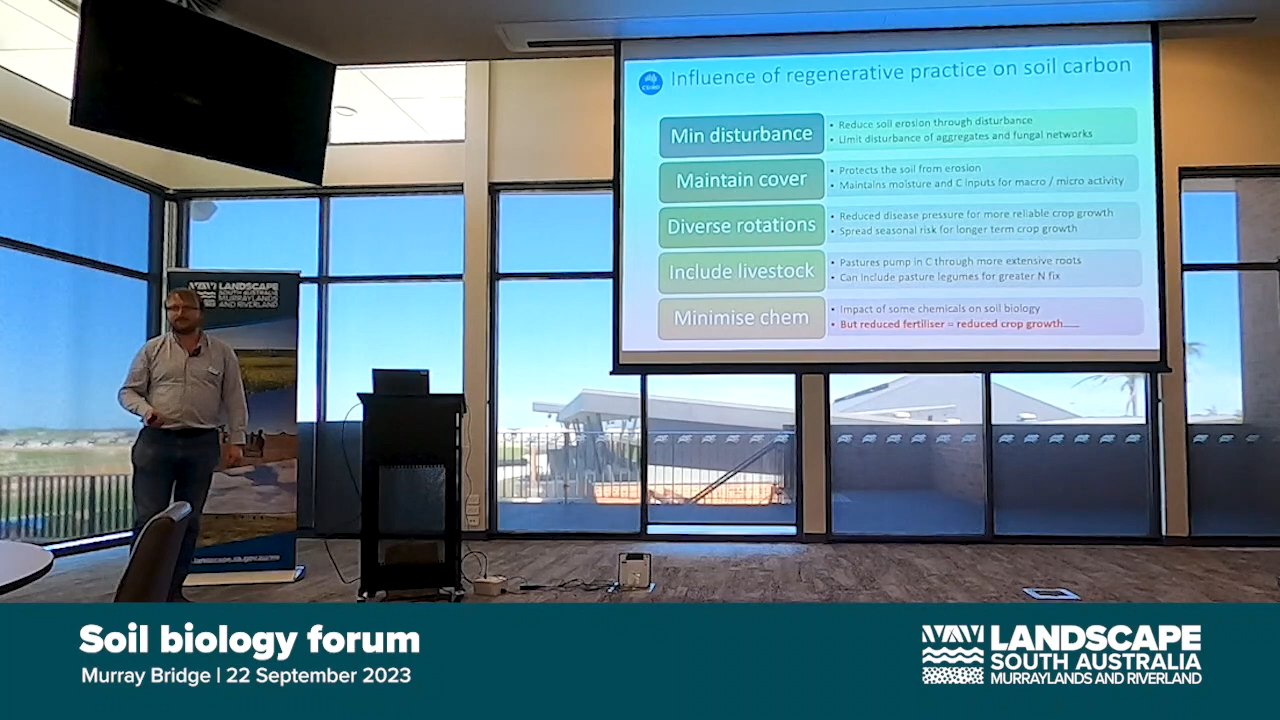 Influence of regenerative practice on soil carbon
CSIRO
Min disturbance
• Reduce soil erosion through disturbance
• Limit disturbance of aggregates and fungal networks
Maintain cover
• Protects the soil from erosion
• Maintains moisture and C inputs for macro / micro activity
Diverse rotations
• Reduced disease pressure for more reliable crop growth
• Spread seasonal risk for longer term crop growth
Include livestock
• Pastures pump in C through more extensive roots
• Can include pasture legumes for greater N fix
Minimise chem
• Impact of some chemicals on soil biology
• But reduced fertiliser = reduced crop growth......
LANDSCAPE
SOUTH AUSTRALIA
MURRAYLANDS
AND RIVERLAND
Soil biology forum
Murray Bridge | 22 September 2023
LANDSCAPE
SOUTH AUSTRALIA
MURRAYLANDS AND RIVERLAND